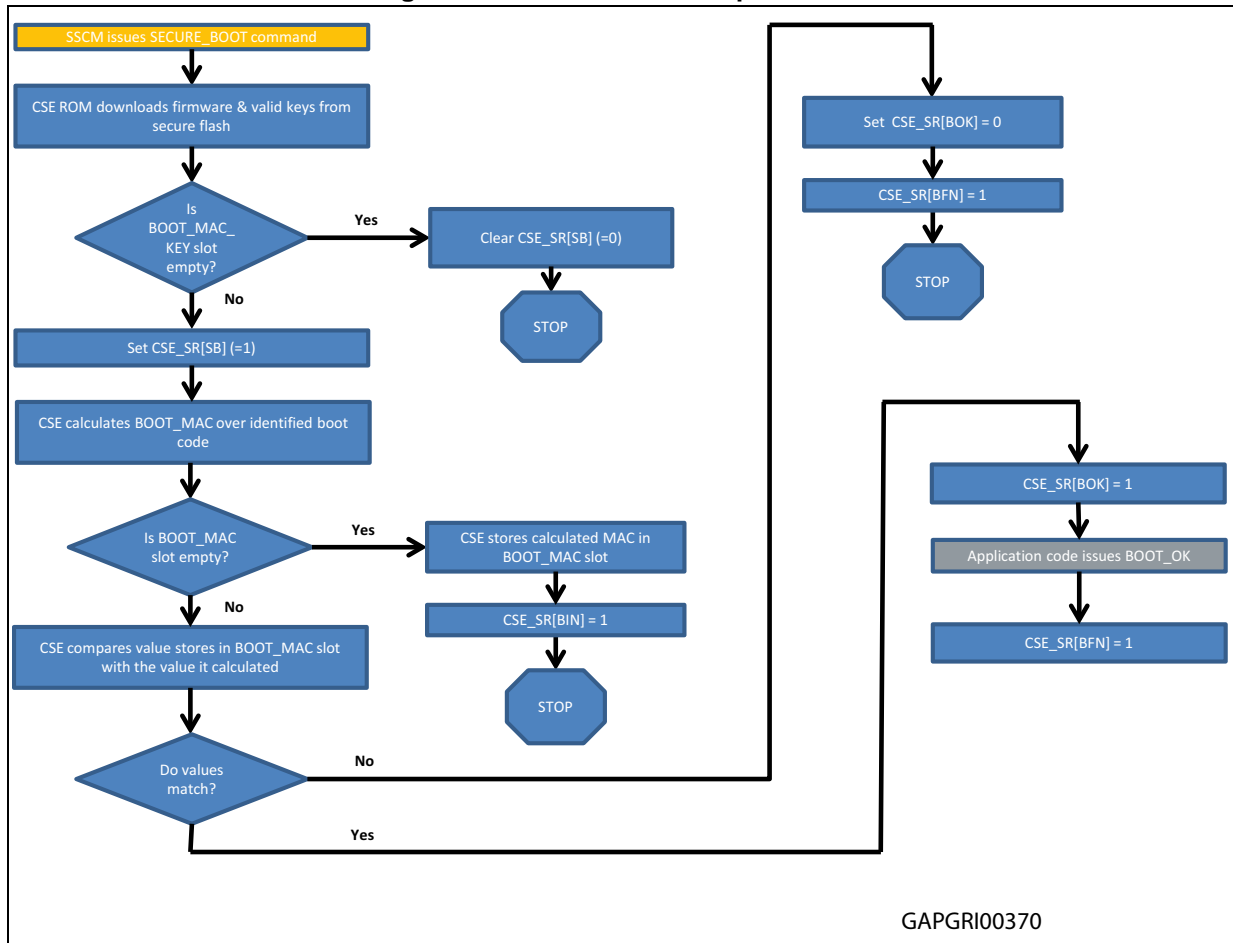 SSCM issues SECURE_BOOT command
CSE ROM downloads firmware & valid keys from
secure flash
Is
BOOT_MAC_
KEY slot
empty?
Yes
Clear CSE_SR[SB] (=0)
STOP
No
Set CSE_SR[SB] (=1)
CSE calculates BOOT_MAC over identified boot
code
Is BOOT_MAC
slot empty?
Yes
CSE stores calculated MAC in
BOOT_MAC slot
CSE_SR[BIN] = 1
STOP
No
CSE compares value stores in BOOT_MAC slot
with the value it calculated
Do values
match?
No
Yes
Set CSE_SR[BOK] = 0
CSE_SR[BFN] = 1
STOP
CSE_SR[BOK] = 1
Application code issues BOOT_OK
CSE_SR[BFN] = 1
GAPGRI00370